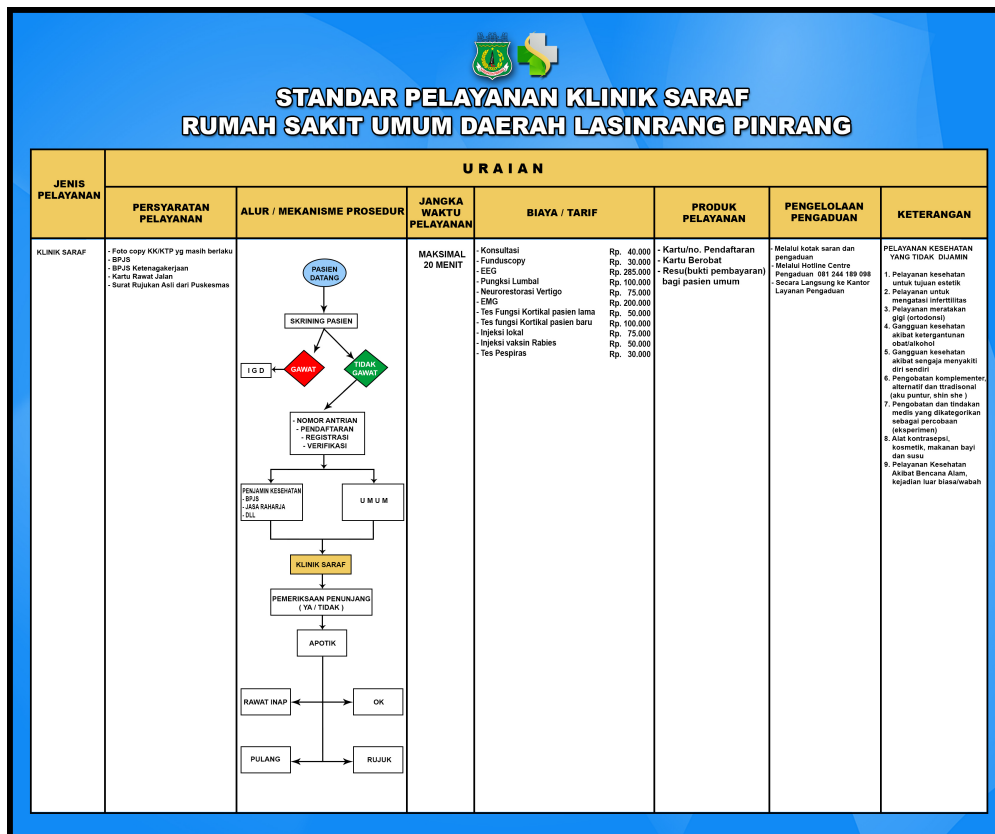 STANDAR PELAYANAN KLINIK SARAF
RUMAH SAKIT UMUM DAERAH LASINRANG PINRANG
JENIS
PELAYANAN
U R A I A N
PERSYARATAN
PELAYANAN
ALUR / MEKANISME PROSEDUR
JANGKA
WAKTU
PELAYANAN
BIAYA / TARIF
PRODUK
PELAYANAN
PENGELOLAAN
PENGADUAN
KETERANGAN
KLINIK SARAF
- Foto copy KK/KTP yg masih berlaku
- BPJS
- BPJS Ketenagakerjaan
- Kartu Rawat Jalan
- Surat Rujukan Asli dari Puskesmas
PASIEN
DATANG
SKRINING PASIEN
I G D
GAWAT
TIDAK
GAWAT
- NOMOR ANTRIAN
- PENDAFTARAN
- REGISTRASI
- VERIFIKASI
PENJAMIN KESEHATAN
- BPJS
- JASA RAHARJA
- DLL
U M U M
KLINIK SARAF
PEMERIKSAAN PENUNJANG
( YA / TIDAK )
APOTIK
RAWAT INAP
OK
PULANG
RUJUK
MAKSIMAL
20 MENIT
- Konsultasi Rp. 40.000
- Funduscopy Rp. 30.000
- EEG Rp. 285.000
- Pungksi Lumbal Rp. 100.000
- Neurorestorasi Vertigo Rp. 75.000
- EMG Rp. 200.000
- Tes Fungsi Kortikal pasien lama Rp. 50.000
- Tes fungsi Kortikal pasien baru Rp. 100.000
- Injeksi lokal Rp. 75.000
- Injeksi vaksin Rabies Rp. 50.000
- Tes Pespiras Rp. 30.000
- Kartu/no. Pendaftaran
- Kartu Berobat
- Resu(bukti pembayaran)
bagi pasien umum
- Melalui kotak saran dan
pengaduan
- Melalui Hotline Centre
Pengaduan 081 244 189 098
- Secara Langsung ke Kantor
Layanan Pengaduan
PELAYANAN KESEHATAN
YANG TIDAK DIJAMIN
1. Pelayanan kesehatan
untuk tujuan estetik
2. Pelayanan untuk
mengatasi inferttilitas
3. Pelayanan meratakan
gigi (ortodonsi)
4. Gangguan kesehatan
akibat ketergantunan
obat/alkohol
5. Gangguan kesehatan
akibat sengaja menyakiti
diri sendiri
6. Pengobatan komplementer,
alternatif dan ttradisonal
(aku puntur, shin she )
7. Pengobatan dan tindakan
medis yang dikategorikan
sebagai percobaan
(eksperimen)
8. Alat kontrasepsi,
kosmetik, makanan bayi
dan susu
9. Pelayanan Kesehatan
Akibat Bencana Alam,
kejadian luar biasa/wabah